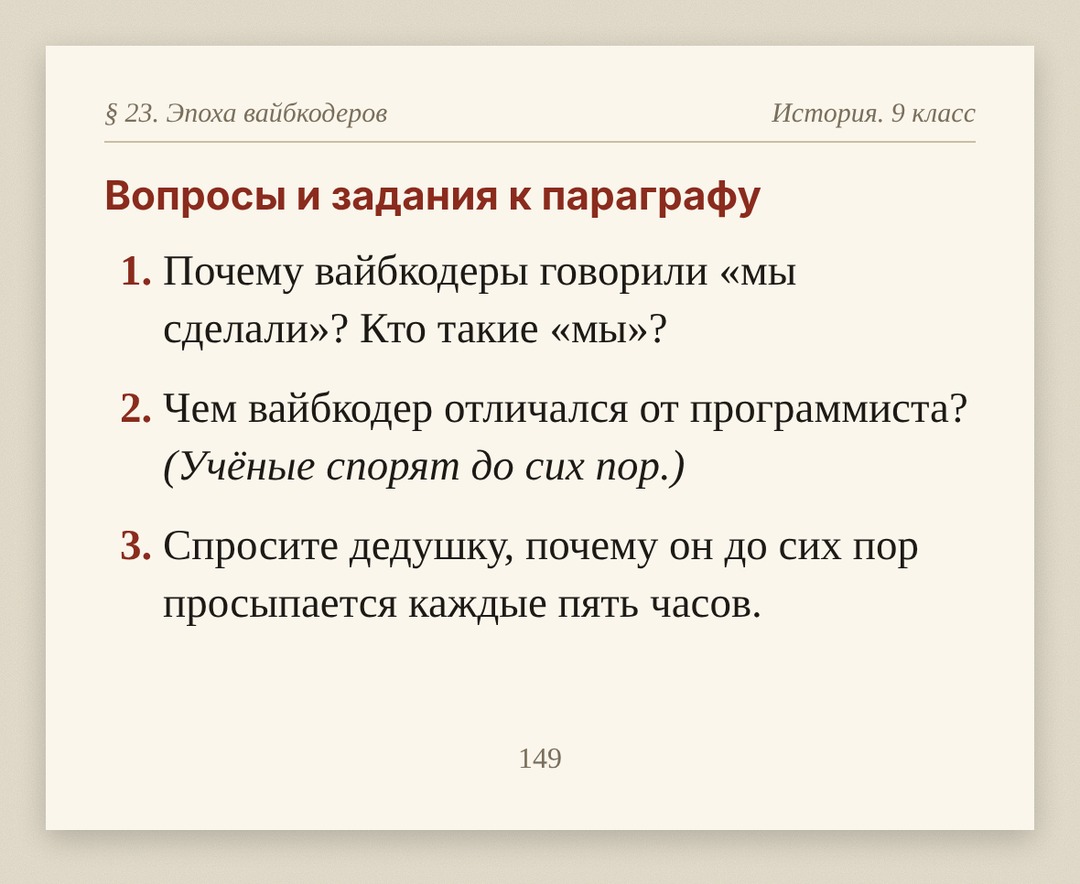 § 23. Эпоха вайбкодеров
История. 9 класс
Вопросы и задания к параграфу
1. Почему вайбкодеры говорили «мы
сделали»? Кто такие «мы»?
2. Чем вайбкодер отличался от программиста?
(Учёные спорят до сих пор.)
3. Спросите дедушку, почему он до сих пор
просыпается каждые пять часов.
149